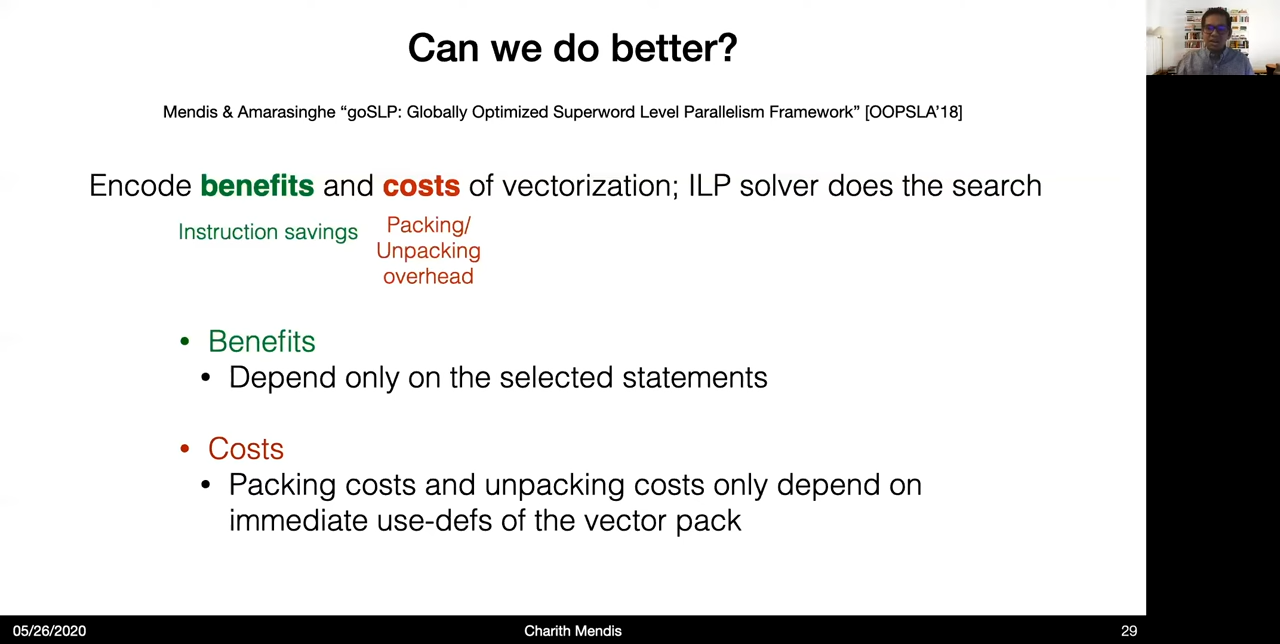 Can we do better?
Mendis & Amarasinghe “goSLP: Globally Optimized Superword Level Parallelism Framework” [OOPSLA’18]
Encode benefits and costs of vectorization; ILP solver does the search
Instruction savings
Packing/
Unpacking
overhead
• Benefits
• Depend only on the selected statements
• Costs
• Packing costs and unpacking costs only depend on
immediate use-defs of the vector pack
05/26/2020
Charith Mendis
29